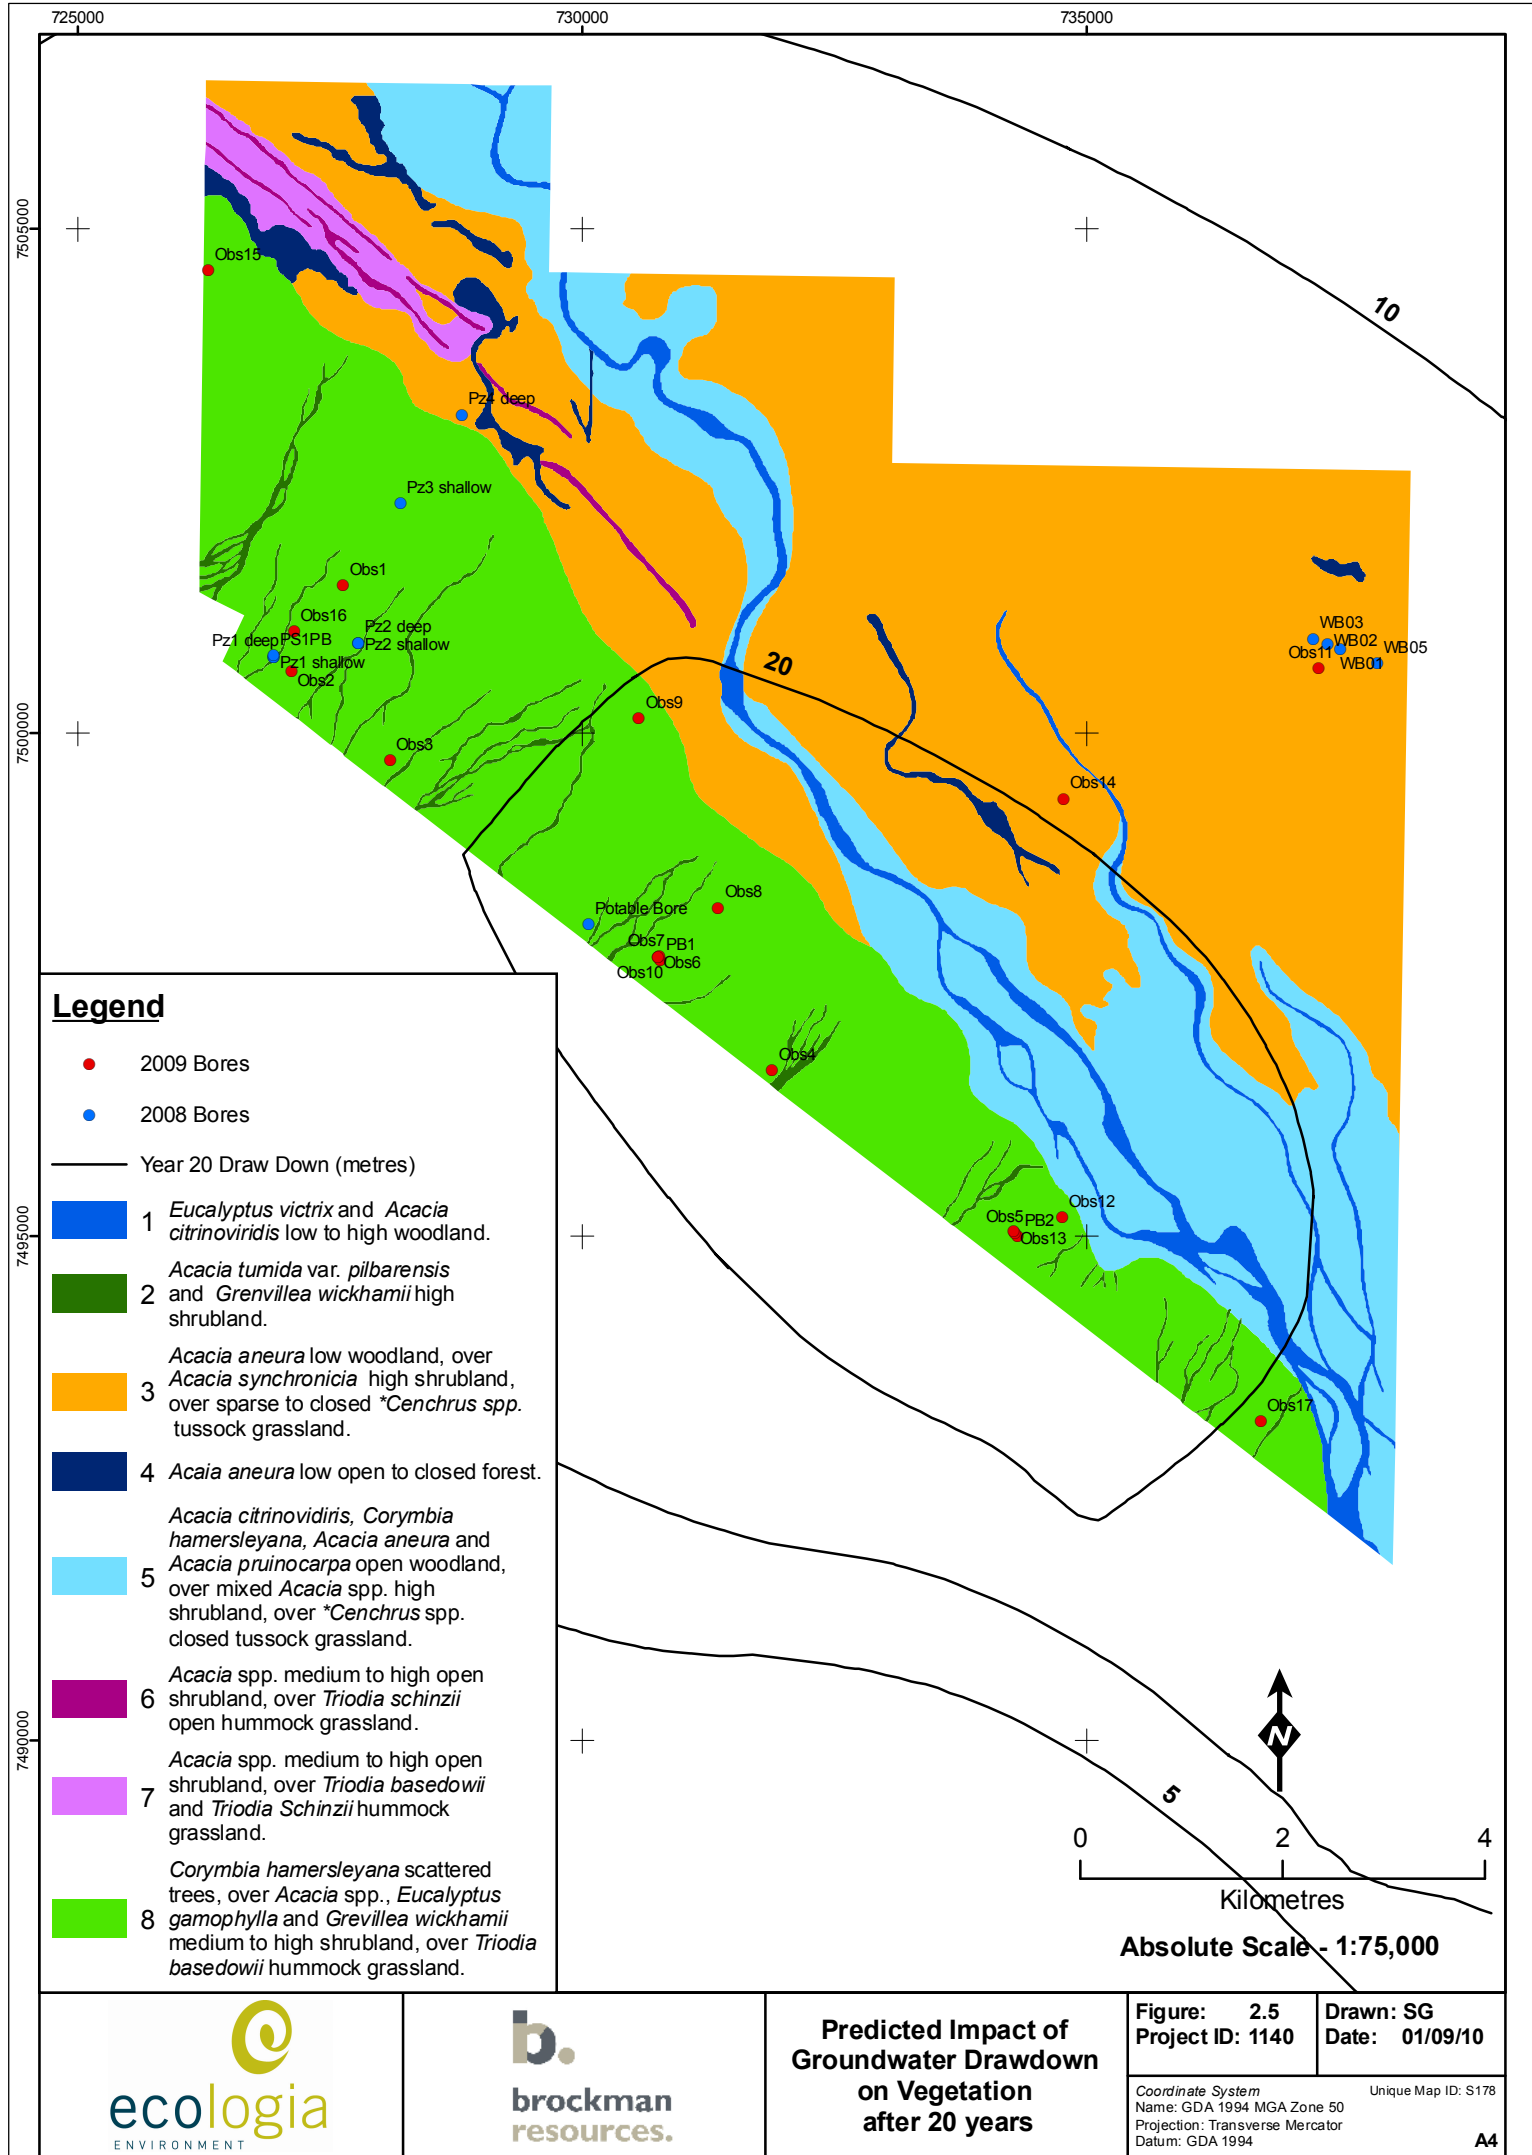 725000
730000
735000
7505000
7500000
7495000
7490000
10
20
5
Obs15
Pz4 deep
Pz3 shallow
Obs1
Obs16
Pz2 deep
Pz1 deep
PS1PB
Pz2 shallow
Pz1 shallow
Obs2
Obs3
Obs9
WB03
WB02
WB05
Obs11
WB01
Obs14
Obs8
Potable Bore
Obs7
PB1
Obs6
Obs10
Obs4
Obs12
Obs5
PB2
Obs13
Obs17
Legend
2009 Bores
2008 Bores
Year 20 Draw Down (metres)
1
Eucalyptus victrix and Acacia
citrinoviridis low to high woodland.
2
Acacia tumida var. pilbarensis
and Grenvillea wickhamii high
shrubland.
3
Acacia aneura low woodland, over
Acacia synchronicia high shrubland,
over sparse to closed *Cenchrus spp.
tussock grassland.
4
Acaia aneura low open to closed forest.
5
Acacia citrinovidiris, Corymbia
hamersleyana, Acacia aneura and
Acacia pruinocarpa open woodland,
over mixed Acacia spp. high
shrubland, over *Cenchrus spp.
closed tussock grassland.
6
Acacia spp. medium to high open
shrubland, over Triodia schinzii
open hummock grassland.
7
Acacia spp. medium to high open
shrubland, over Triodia basedowii
and Triodia Schinzii hummock
grassland.
8
Corymbia hamersleyana scattered
trees, over Acacia spp., Eucalyptus
gamophylla and Grevillea wickhamii
medium to high shrubland, over Triodia
basedowii hummock grassland.
N
0 2 4
Kilometres
Absolute Scale - 1:75,000
ecologia
ENVIRONMENT
b.
brockman
resources.
Predicted Impact of
Groundwater Drawdown
on Vegetation
after 20 years
Figure: 2.5
Project ID: 1140
Drawn: SG
Date: 01/09/10
Coordinate System
Name: GDA 1994 MGA Zone 50
Projection: Transverse Mercator
Datum: GDA 1994
Unique Map ID: S178
A4